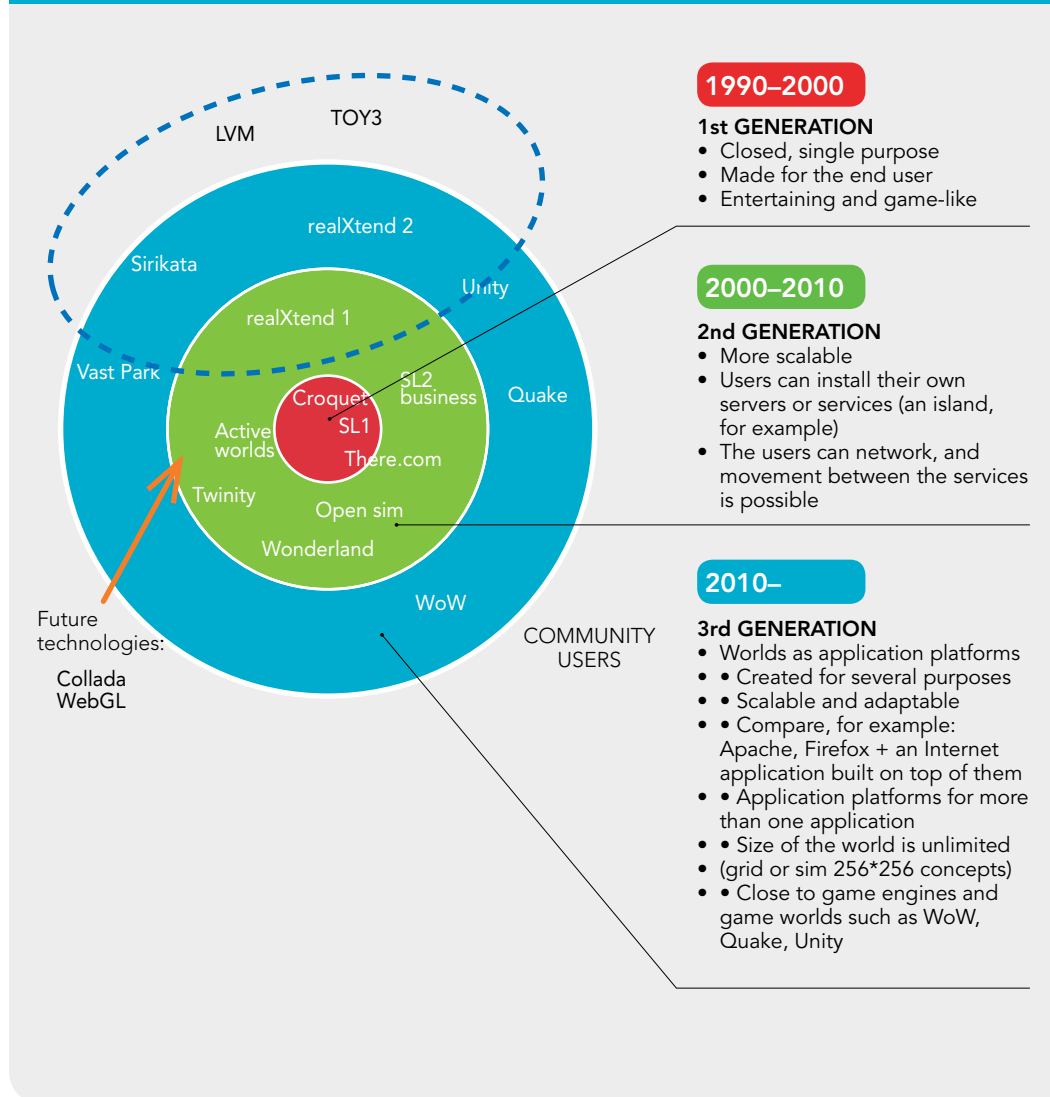 LVM
TOY3
realXtend 2
Sirikata
Unity
realXtend 1
Vast Park
SL2
business
Quake
Croquet
SL1
Active
worlds
There.com
Twinity
Open sim
Wonderland
WoW
Future
technologies:
Collada
WebGL
COMMUNITY
USERS
1990–2000
1st GENERATION
• Closed, single purpose
• Made for the end user
• Entertaining and game-like
2000–2010
2nd GENERATION
• More scalable
• Users can install their own
servers or services (an island,
for example)
• The users can network, and
movement between the services
is possible
2010–
3rd GENERATION
• Worlds as application platforms
• • Created for several purposes
• • Scalable and adaptable
• • Compare, for example:
Apache, Firefox + an Internet
application built on top of them
• • Application platforms for more
than one application
• • Size of the world is unlimited
• (grid or sim 256*256 concepts)
• • Close to game engines and
game worlds such as WoW,
Quake, Unity